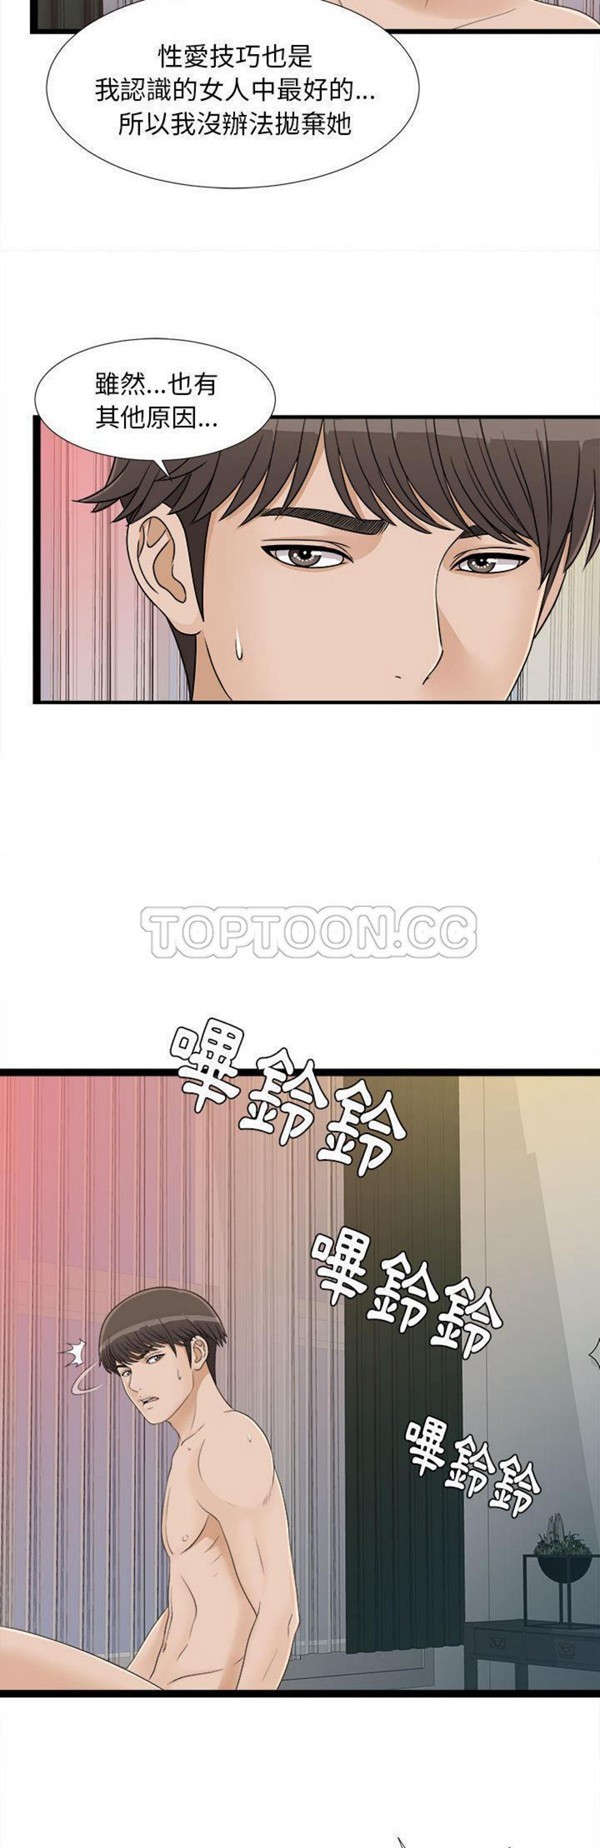 性愛技巧也是
我認識的女人中最好的...
所以我沒辦法拋棄她
雖然...也有
其他原因...
TOPTOON.CC
嗶鈴鈴
嗶鈴鈴
嗶鈴鈴